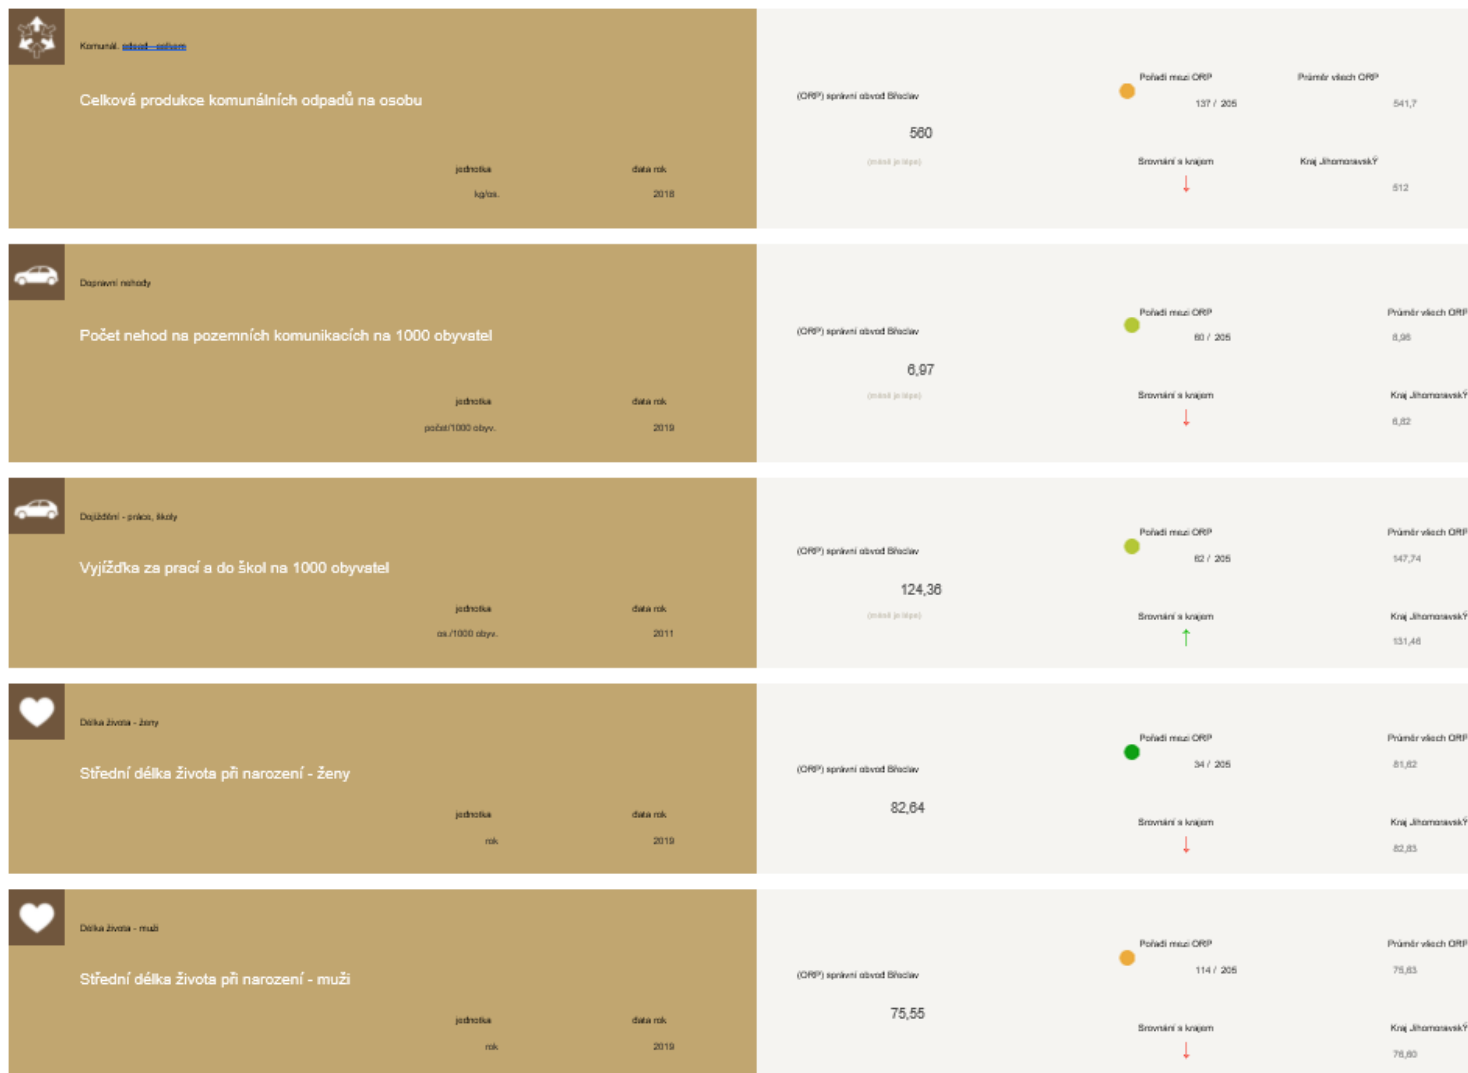 Komunál. odpad - celkem
Celková produkce komunálních odpadů na osobu
jednotka data rok
kg/os. 2018
(ORP) správní obvod Břeclav
560
(méně je lépe)
Pořadí mezi ORP Průměr všech ORP
137 / 205 541,7
Srovnání s krajem Kraj JihomoravskÝ
↓ 512
Dopravní nehody
Počet nehod na pozemních komunikacích na 1000 obyvatel
jednotka data rok
počet/1000 obyv. 2019
(ORP) správní obvod Břeclav
6,97
(méně je lépe)
Pořadí mezi ORP Průměr všech ORP
60 / 205 8,98
Srovnání s krajem Kraj JihomoravskÝ
↓ 6,82
Dojíždění - práce, školy
Vyjížďka za prací a do škol na 1000 obyvatel
jednotka data rok
os./1000 obyv. 2011
(ORP) správní obvod Břeclav
124,36
(méně je lépe)
Pořadí mezi ORP Průměr všech ORP
62 / 205 147,74
Srovnání s krajem Kraj JihomoravskÝ
↑ 131,46
Délka života - ženy
Střední délka života při narození - ženy
jednotka data rok
rok 2019
(ORP) správní obvod Břeclav
82,64
Pořadí mezi ORP Průměr všech ORP
34 / 205 81,62
Srovnání s krajem Kraj JihomoravskÝ
↓ 82,83
Délka života - muži
Střední délka života při narození - muži
jednotka data rok
rok 2019
(ORP) správní obvod Břeclav
75,55
Pořadí mezi ORP Průměr všech ORP
114 / 205 75,63
Srovnání s krajem Kraj JihomoravskÝ
↓ 76,60